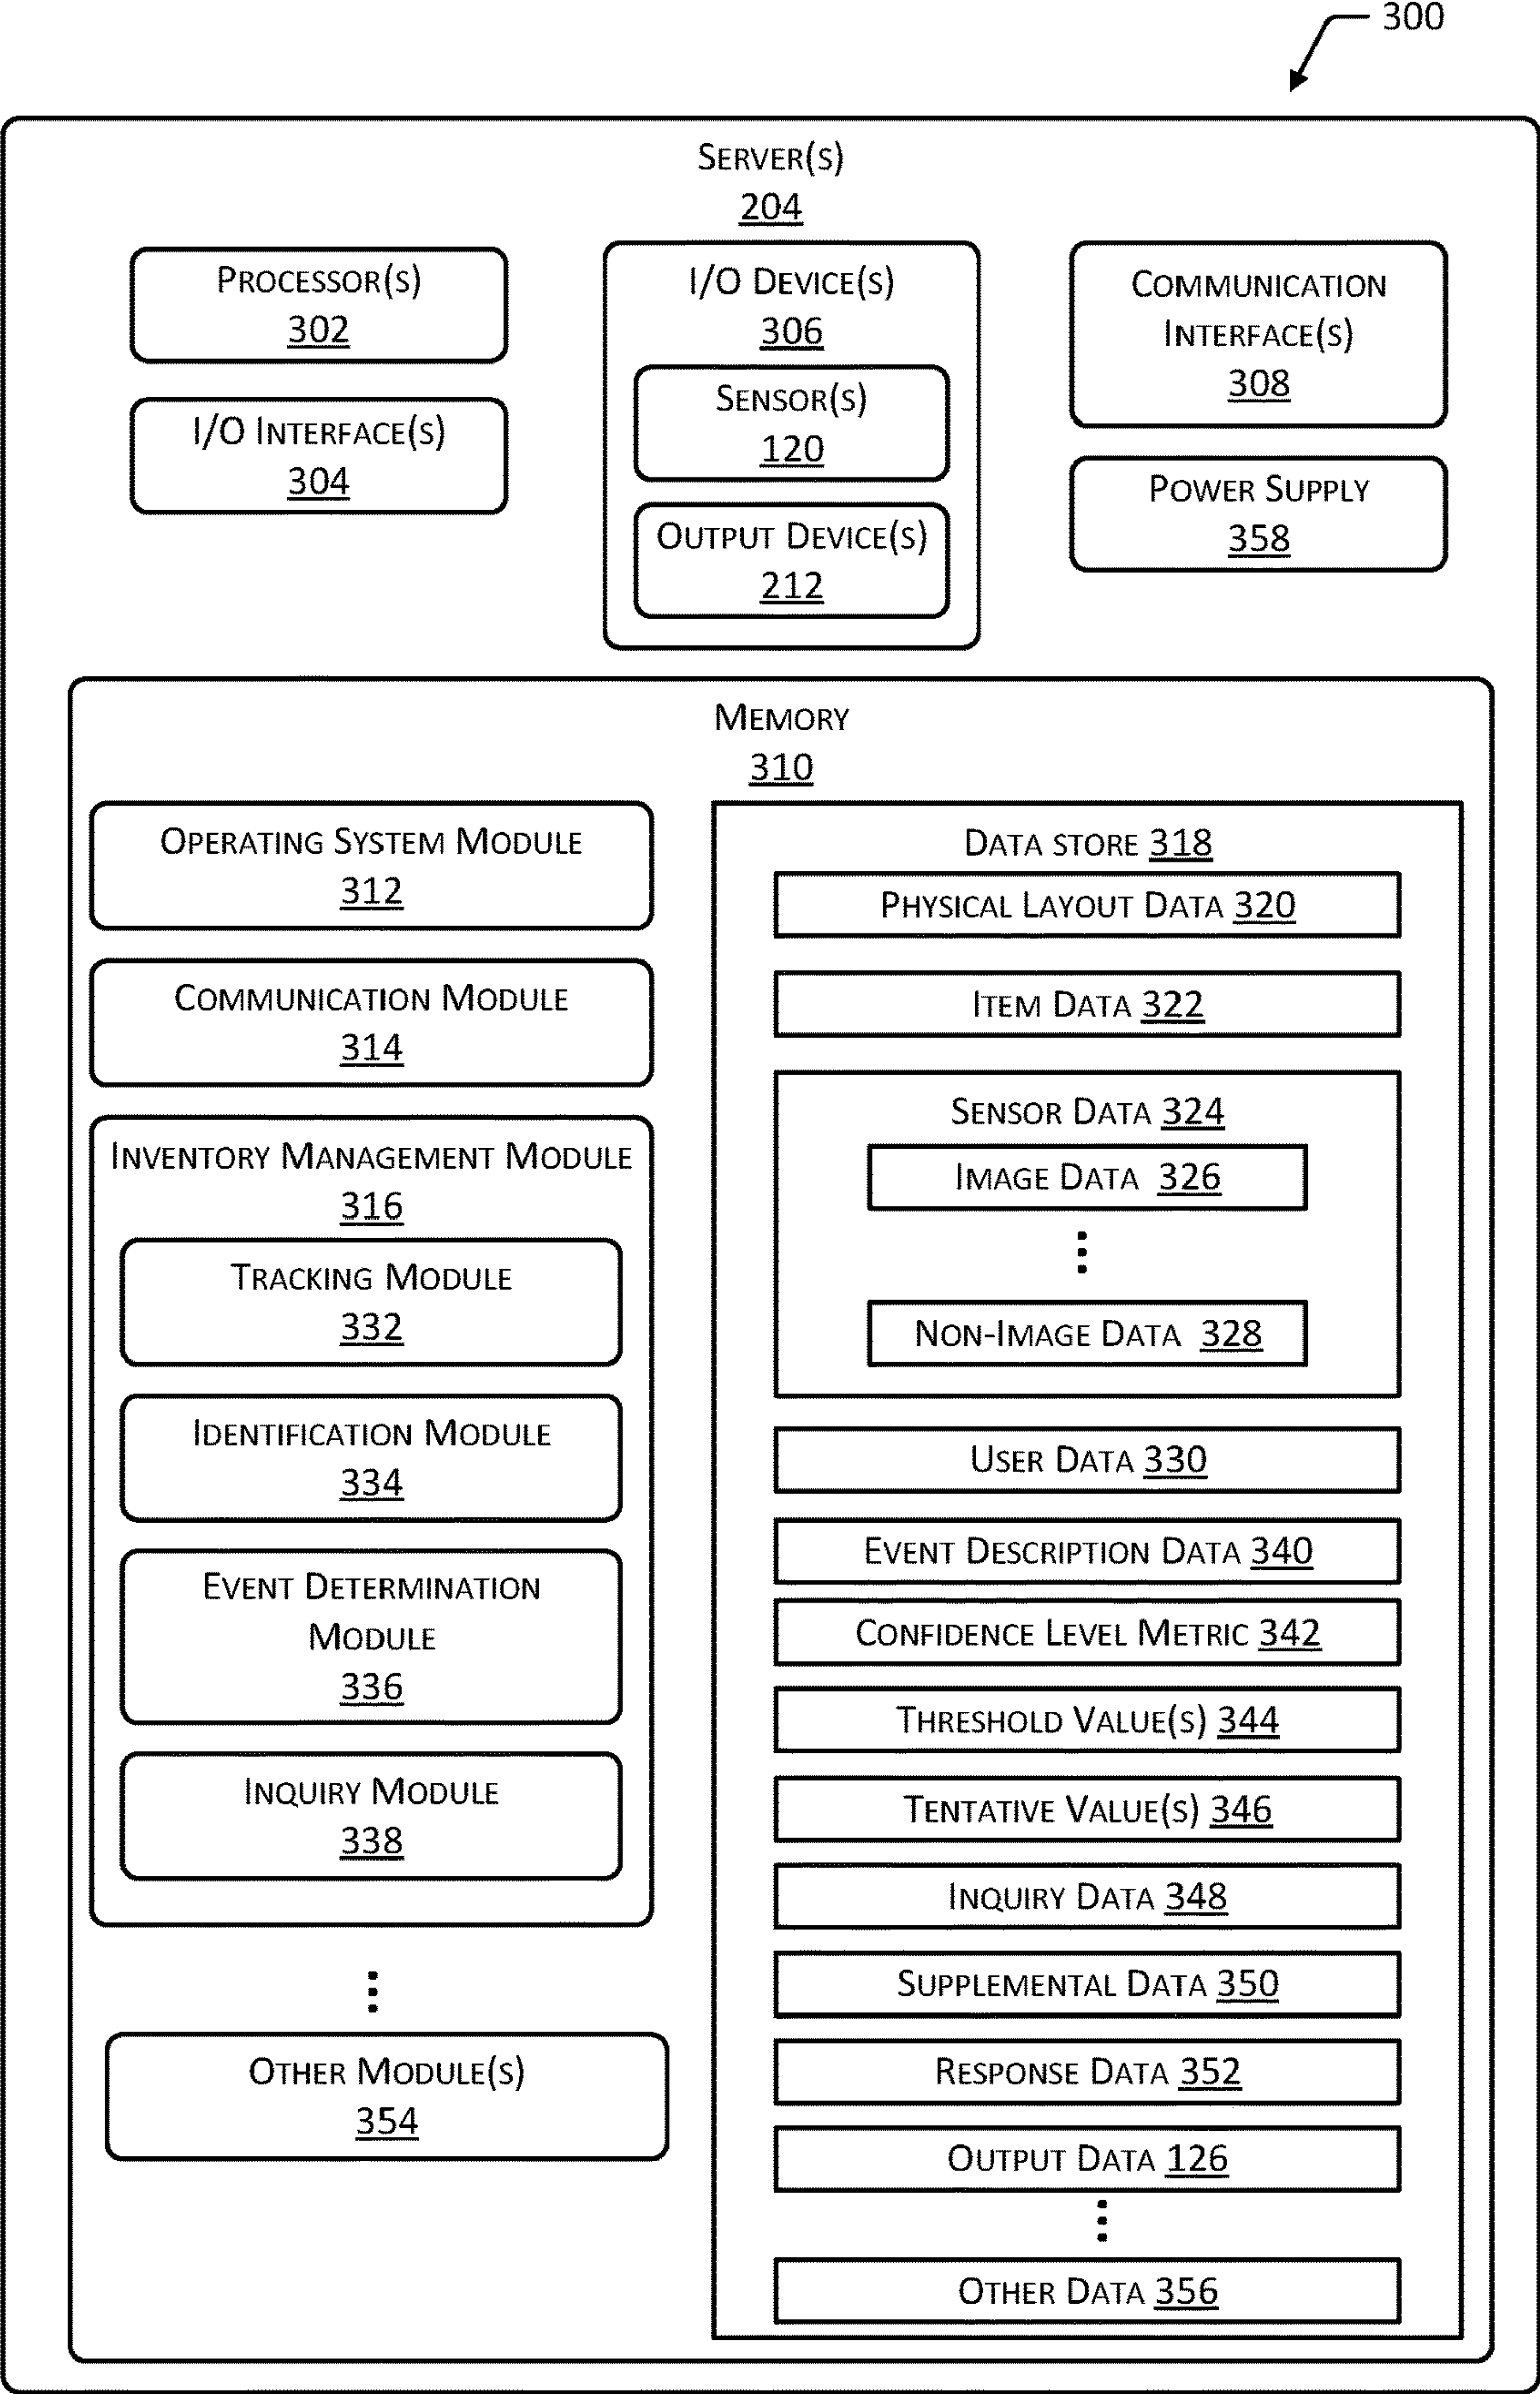 300
SERVER(S)
204
PROCESSOR(S)
302
I/O INTERFACE(S)
304
I/O DEVICE(S)
306
SENSOR(S)
120
OUTPUT DEVICE(S)
212
COMMUNICATION
INTERFACE(S)
308
POWER SUPPLY
358
MEMORY
310
OPERATING SYSTEM MODULE
312
COMMUNICATION MODULE
314
INVENTORY MANAGEMENT MODULE
316
TRACKING MODULE
332
IDENTIFICATION MODULE
334
EVENT DETERMINATION
MODULE
336
INQUIRY MODULE
338
OTHER MODULE(S)
354
DATA STORE 318
PHYSICAL LAYOUT DATA 320
ITEM DATA 322
SENSOR DATA 324
IMAGE DATA 326
NON-IMAGE DATA 328
USER DATA 330
EVENT DESCRIPTION DATA 340
CONFIDENCE LEVEL METRIC 342
THRESHOLD VALUE(S) 344
TENTATIVE VALUE(S) 346
INQUIRY DATA 348
SUPPLEMENTAL DATA 350
RESPONSE DATA 352
OUTPUT DATA 126
OTHER DATA 356